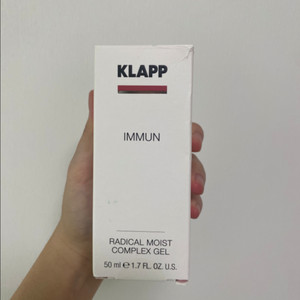 KLAPP
IMMUN
RADICAL MOIST
COMPLEX GEL
50 ml ℮ 1.7 FL. OZ. U.S.